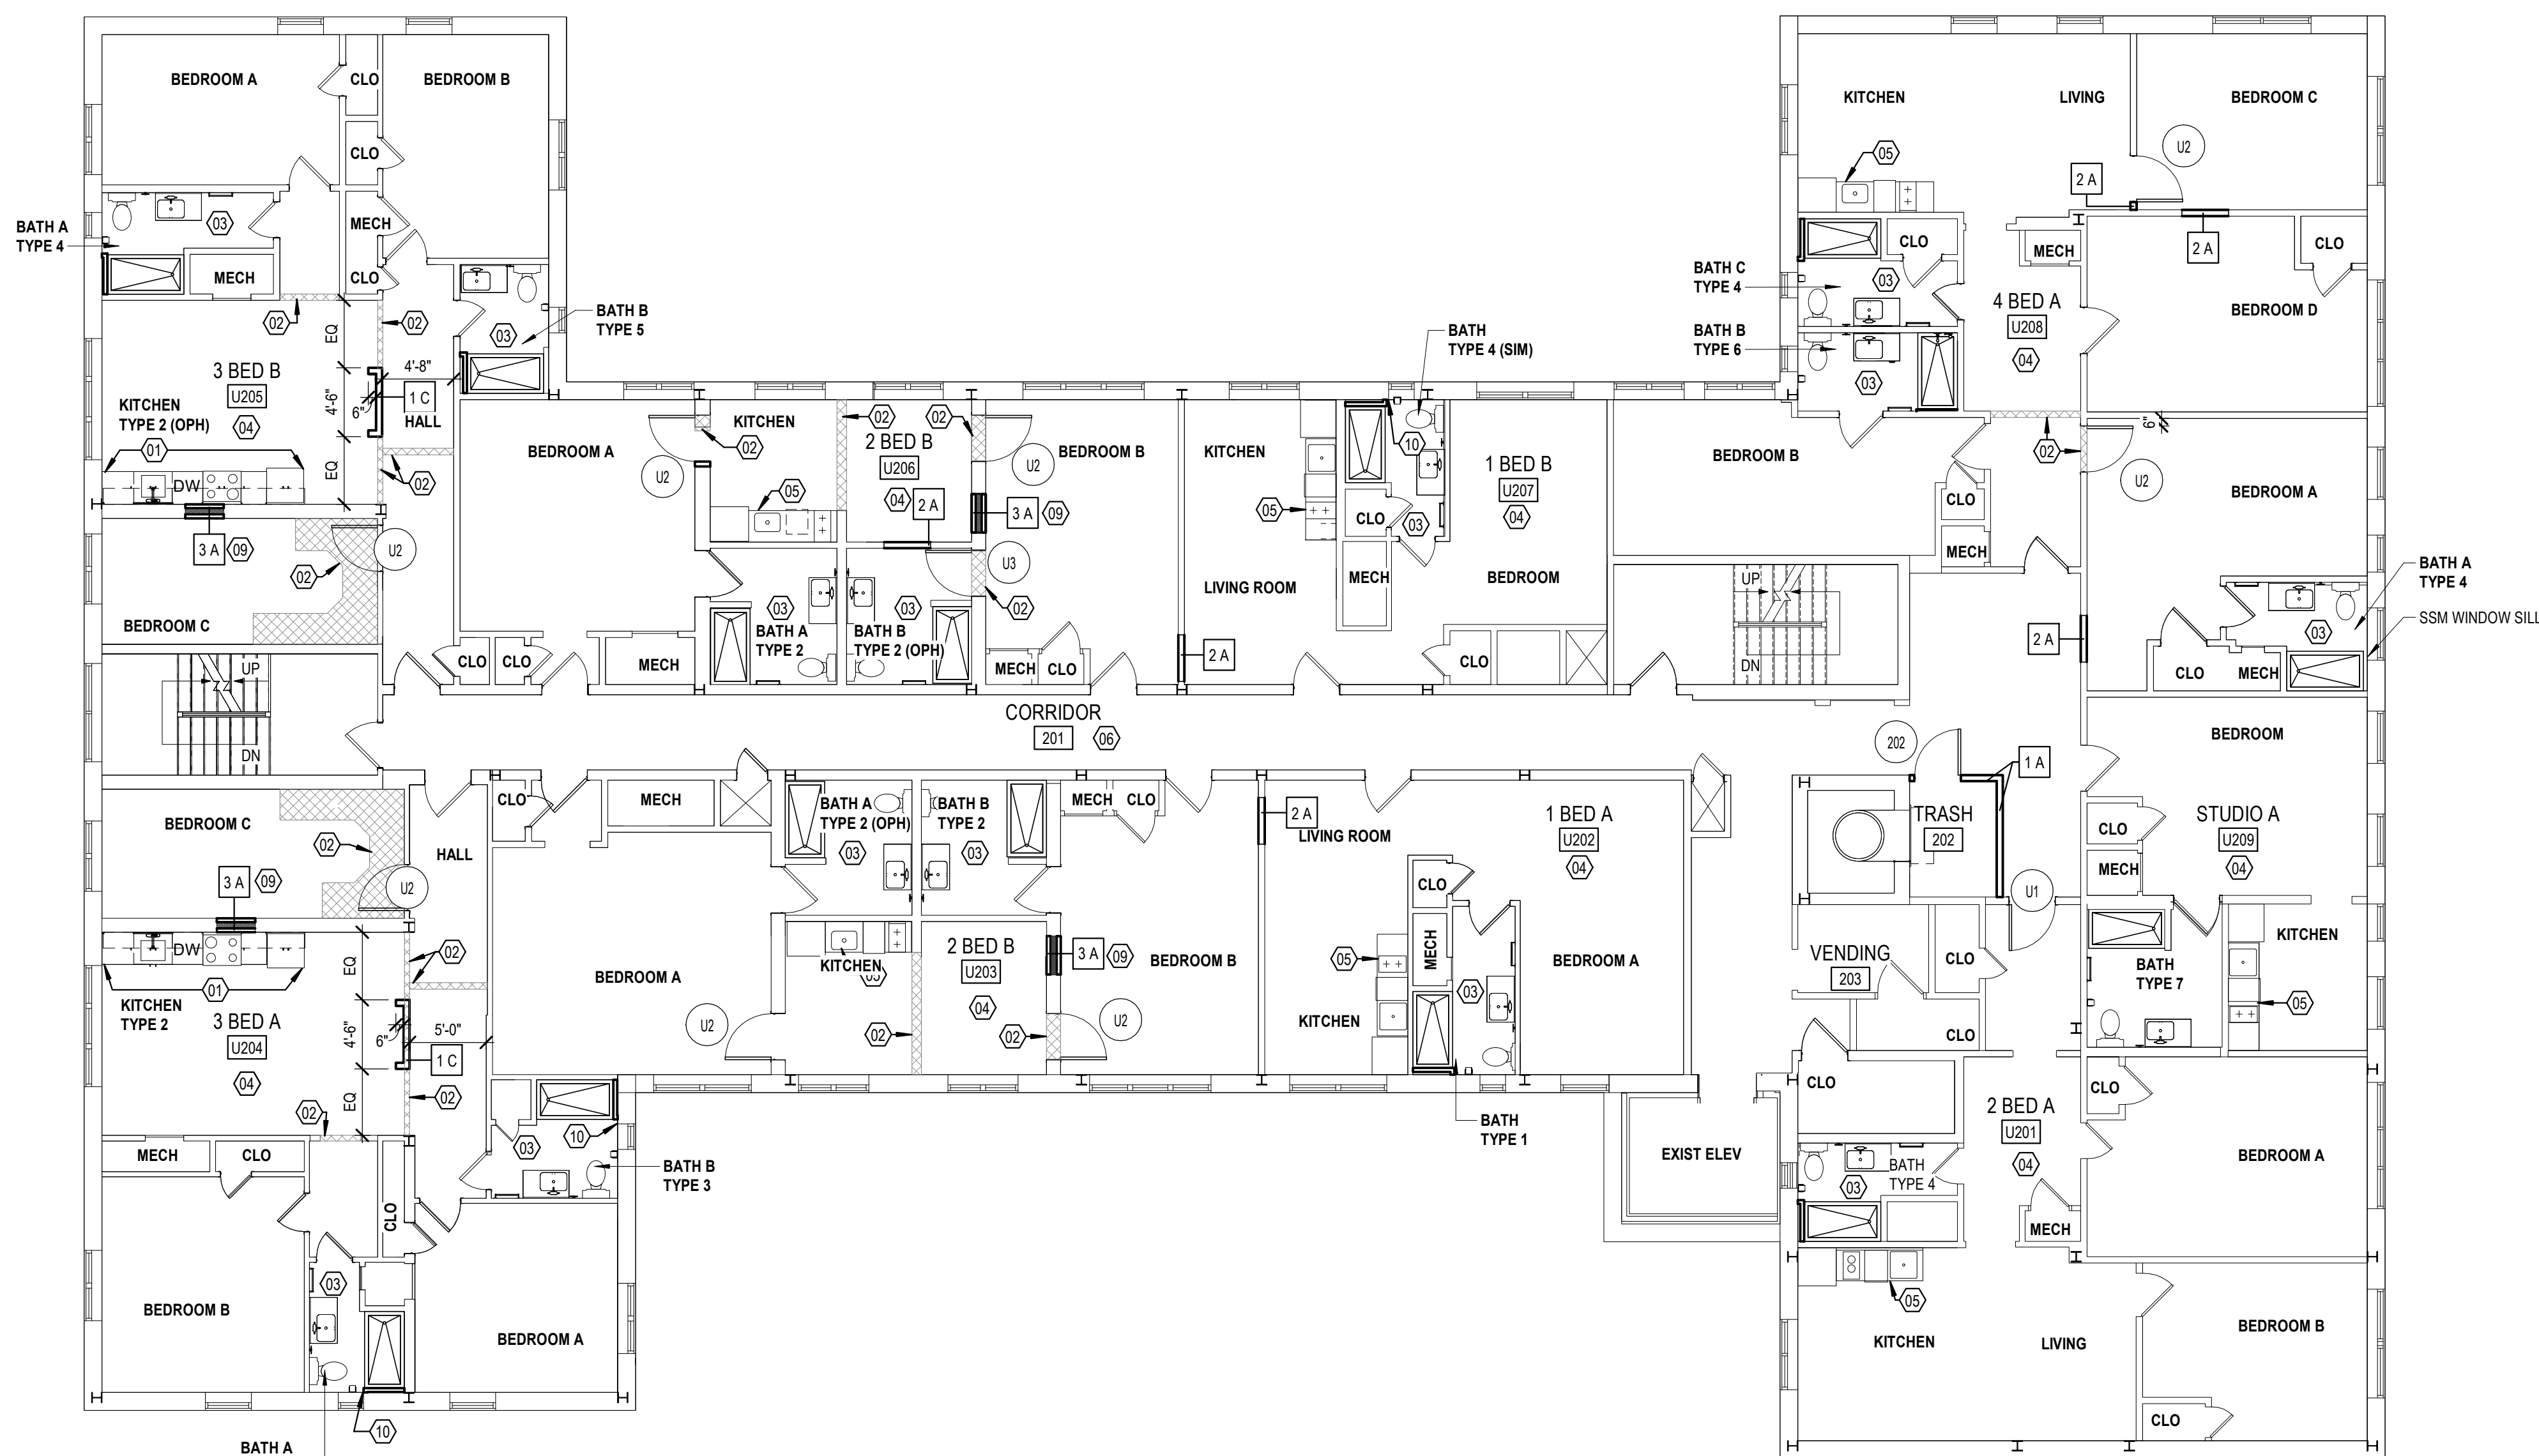 BEDROOM A
CLO
BEDROOM B
CLO
03
MECH
BATH A
TYPE 4
MECH
CLO
02
02
BATH B
TYPE 5
03
EQ
4'-8"
3 BED B
U205
KITCHEN
TYPE 2 (OPH)
04
4'-6"
6"
1 C
HALL
01
EQ
DW
02
3 A
09
U2
02
BEDROOM C
UP
DN
BEDROOM A
KITCHEN
02
02
02
2 BED B
U206
04
2 A
U2
05
U2
BEDROOM B
3 A
09
U3
02
03
BATH A
TYPE 2
03
BATH B
TYPE 2 (OPH)
CLO
CLO
MECH
MECH
CLO
BATH
TYPE 4 (SIM)
KITCHEN
10
05
1 BED B
U207
04
CLO
03
MECH
LIVING ROOM
BEDROOM
2 A
CLO
KITCHEN
LIVING
BEDROOM C
05
U2
2 A
2 A
CLO
CLO
MECH
BATH C
TYPE 4
03
4 BED A
U208
04
BEDROOM D
BATH B
TYPE 6
03
6"
02
BEDROOM B
U2
BEDROOM A
CLO
MECH
UP
DN
BATH A
TYPE 4
SSM WINDOW SILL
03
2 A
CLO
MECH
CORRIDOR
201
06
202
1 A
BEDROOM
TRASH
202
STUDIO A
U209
04
CLO
MECH
U1
KITCHEN
BATH
TYPE 7
05
VENDING
203
CLO
CLO
BEDROOM C
02
HALL
3 A
09
U2
DW
01
KITCHEN
TYPE 2
EQ
02
3 BED A
U204
04
4'-6"
6"
5'-0"
1 C
EQ
02
02
CLO
MECH
BATH A
TYPE 2 (OPH)
03
BATH B
TYPE 2
03
MECH
CLO
BEDROOM A
KITCHEN
U2
02
2 BED B
U203
04
02
3 A
09
BEDROOM B
U2
2 A
LIVING ROOM
1 BED A
U202
04
CLO
MECH
05
KITCHEN
03
BEDROOM A
BATH
TYPE 1
EXIST ELEV
MECH
CLO
CLO
03
10
BATH B
TYPE 3
BEDROOM B
03
BEDROOM A
10
BATH A
CLO
CLO
2 BED A
U201
04
BATH
TYPE 4
03
MECH
BEDROOM A
05
KITCHEN
LIVING
BEDROOM B
CLO